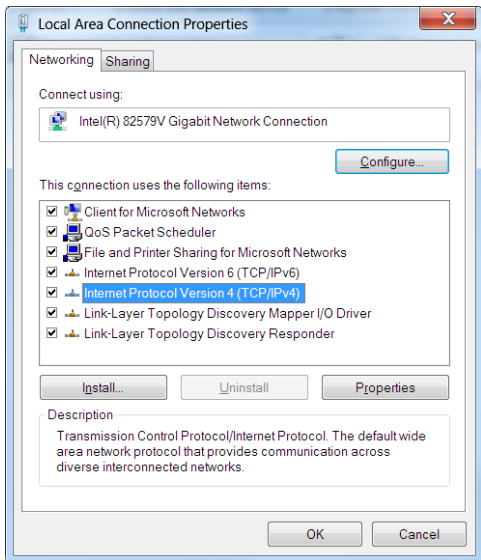 Local Area Connection Properties
Networking
Sharing
Connect using:
Intel(R) 82579V Gigabit Network Connection
Configure...
This connection uses the following items:
Client for Microsoft Networks
QoS Packet Scheduler
File and Printer Sharing for Microsoft Networks
Internet Protocol Version 6 (TCP/IPv6)
Internet Protocol Version 4 (TCP/IPv4)
Link-Layer Topology Discovery Mapper I/O Driver
Link-Layer Topology Discovery Responder
Install...
Uninstall
Properties
Description
Transmission Control Protocol/Internet Protocol. The default wide
area network protocol that provides communication across
diverse interconnected networks.
OK
Cancel